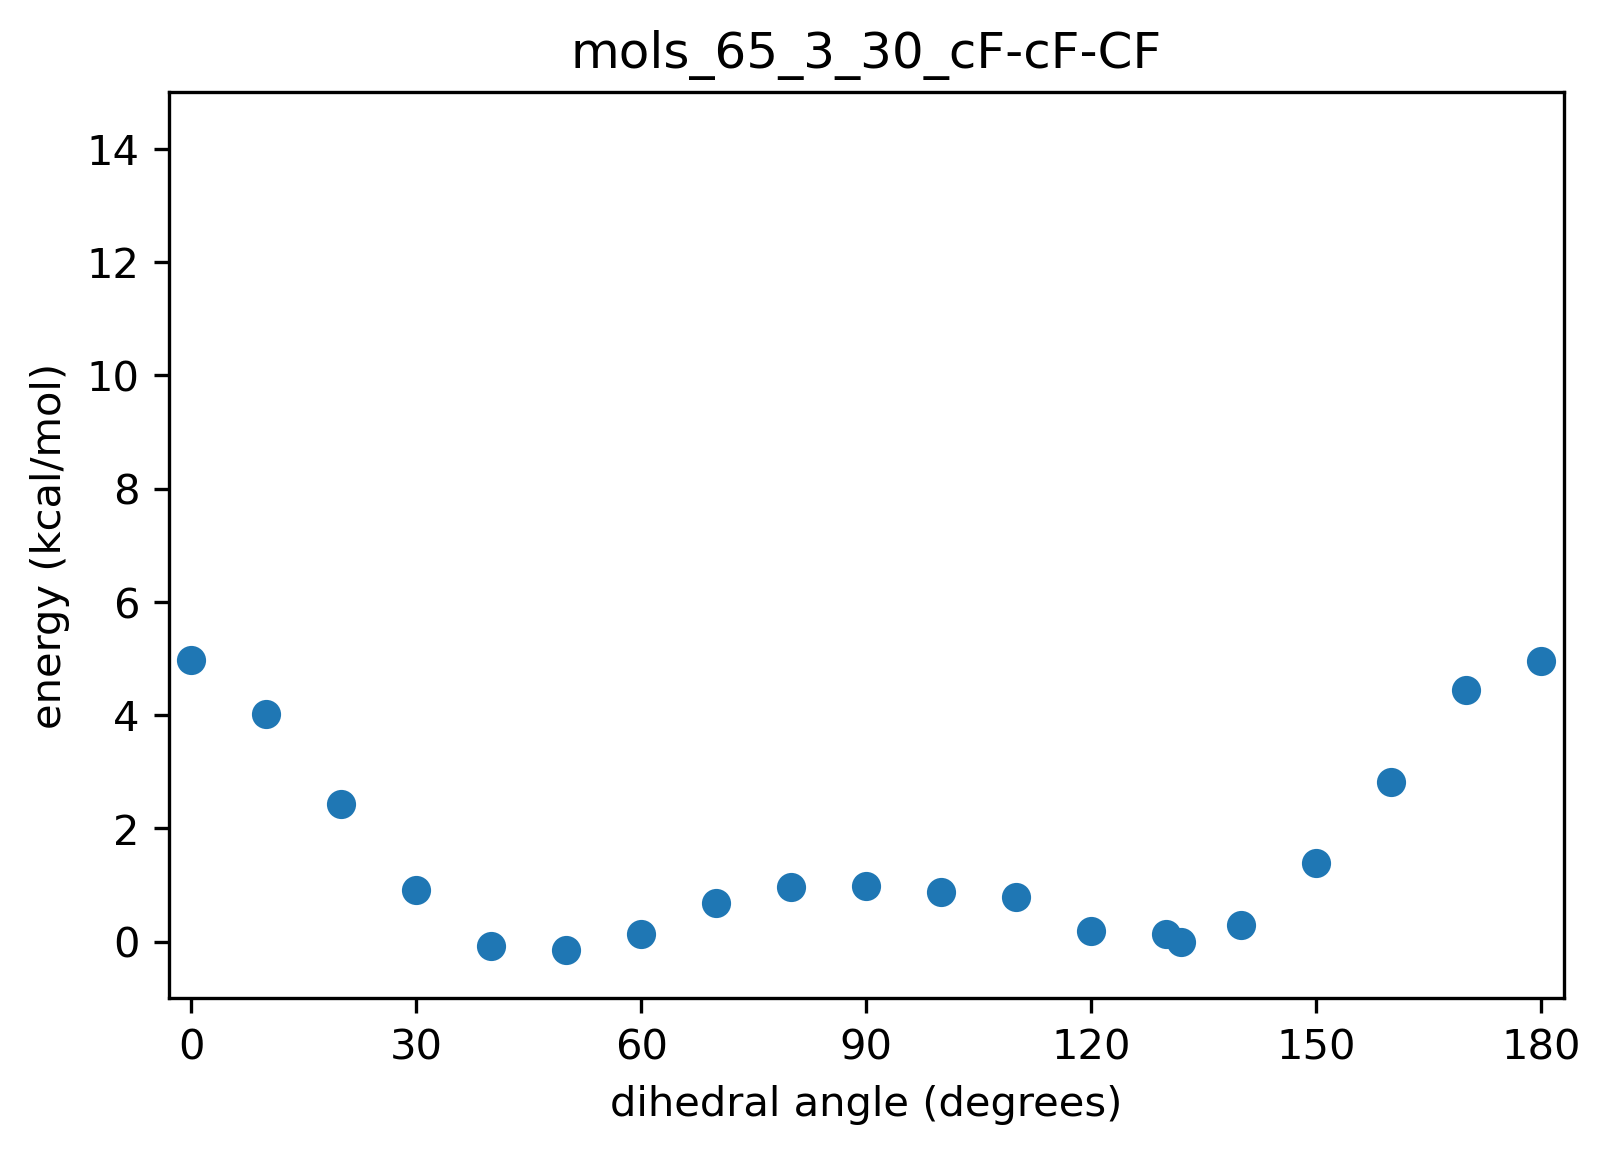 mols_65_3_30_cF-cF-CF
14
12
10
8
6
4
2
0
energy (kcal/mol)
0 30 60 90 120 150 180
dihedral angle (degrees)